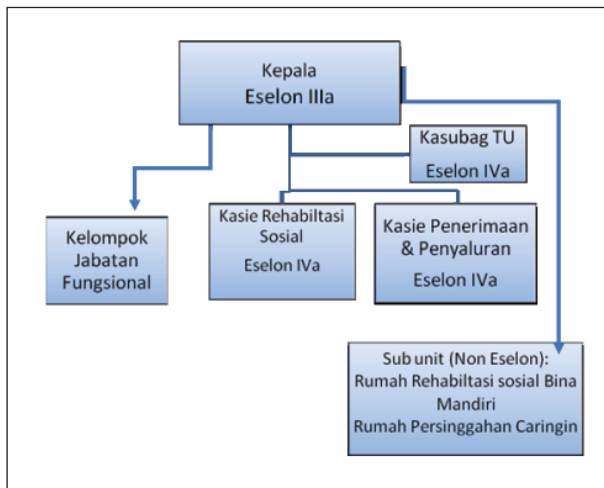 Kepala
Eselon IIIa
Kasubag TU
Eselon IVa
Kelompok
Jabatan
Fungsional
Kasie Rehabiltasi
Sosial
Eselon IVa
Kasie Penerimaan
& Penyaluran
Eselon IVa
Sub unit (Non Eselon):
Rumah Rehabiltasi sosial Bina
Mandiri
Rumah Persinggahan Caringin